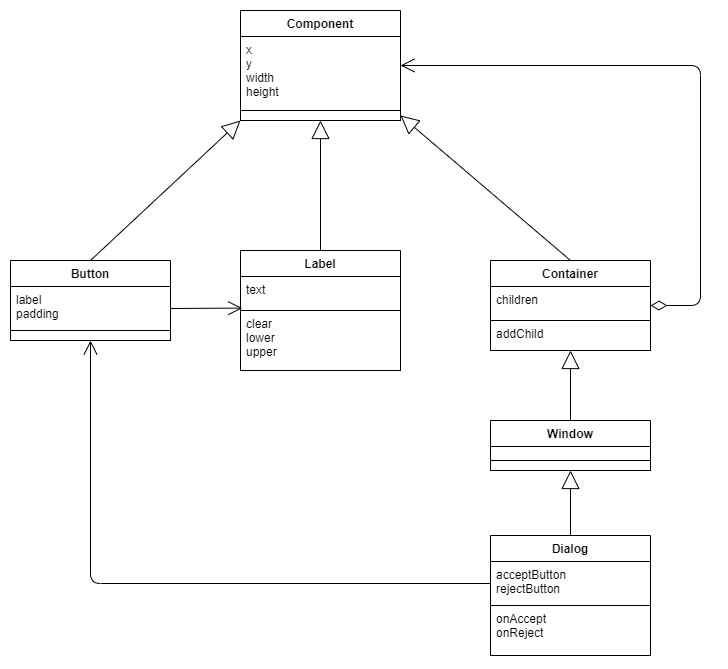 Component
x
y
width
height
Button
label
padding
Label
text
clear
lower
upper
Container
children
addChild
Window
Dialog
acceptButton
rejectButton
onAccept
onReject